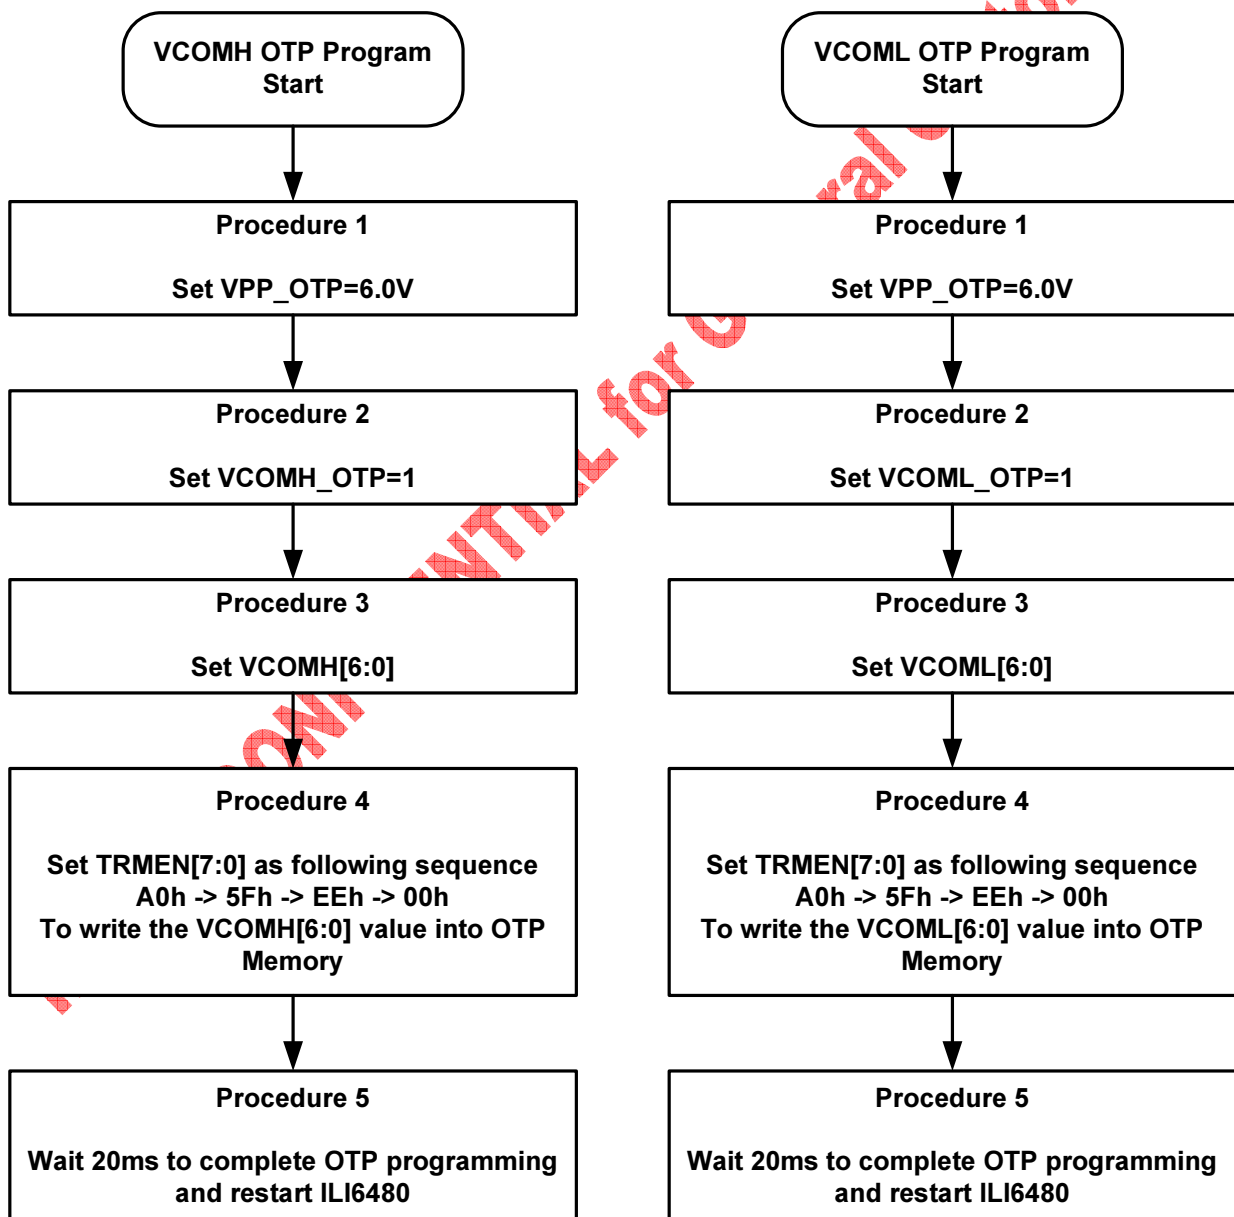 VCOMH OTP Program
Start
Procedure 1
Set VPP_OTP=6.0V
Procedure 2
Set VCOMH_OTP=1
Procedure 3
Set VCOMH[6:0]
Procedure 4
Set TRMEN[7:0] as following sequence
A0h -> 5Fh -> EEh -> 00h
To write the VCOMH[6:0] value into OTP
Memory
Procedure 5
Wait 20ms to complete OTP programming
and restart ILI6480
VCOML OTP Program
Start
Procedure 1
Set VPP_OTP=6.0V
Procedure 2
Set VCOML_OTP=1
Procedure 3
Set VCOML[6:0]
Procedure 4
Set TRMEN[7:0] as following sequence
A0h -> 5Fh -> EEh -> 00h
To write the VCOML[6:0] value into OTP
Memory
Procedure 5
Wait 20ms to complete OTP programming
and restart ILI6480
for